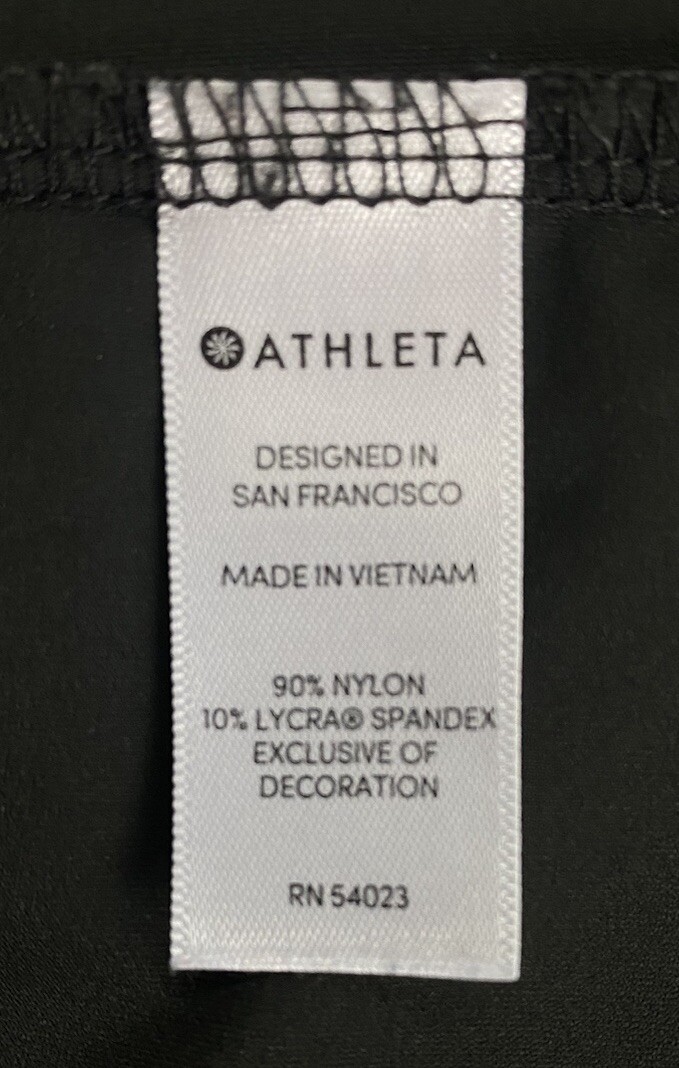 ATHLETA
DESIGNED IN
SAN FRANCISCO
MADE IN VIETNAM
90% NYLON
10% LYCRA® SPANDEX
EXCLUSIVE OF
DECORATION
RN 54023